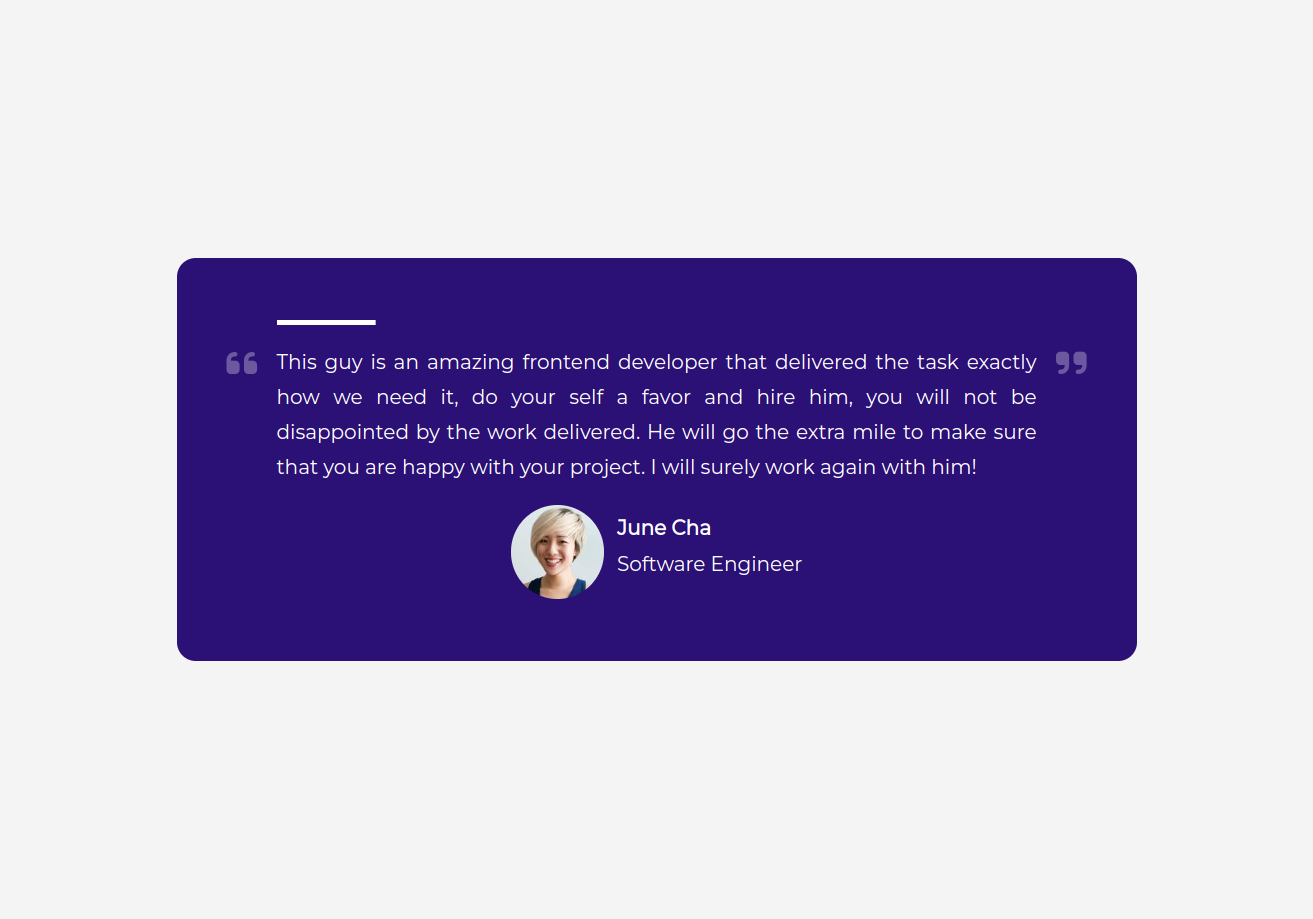 This guy is an amazing frontend developer that delivered the task exactly
how we need it, do your self a favor and hire him, you will not be
disappointed by the work delivered. He will go the extra mile to make sure
that you are happy with your project. I will surely work again with him!
June Cha
Software Engineer